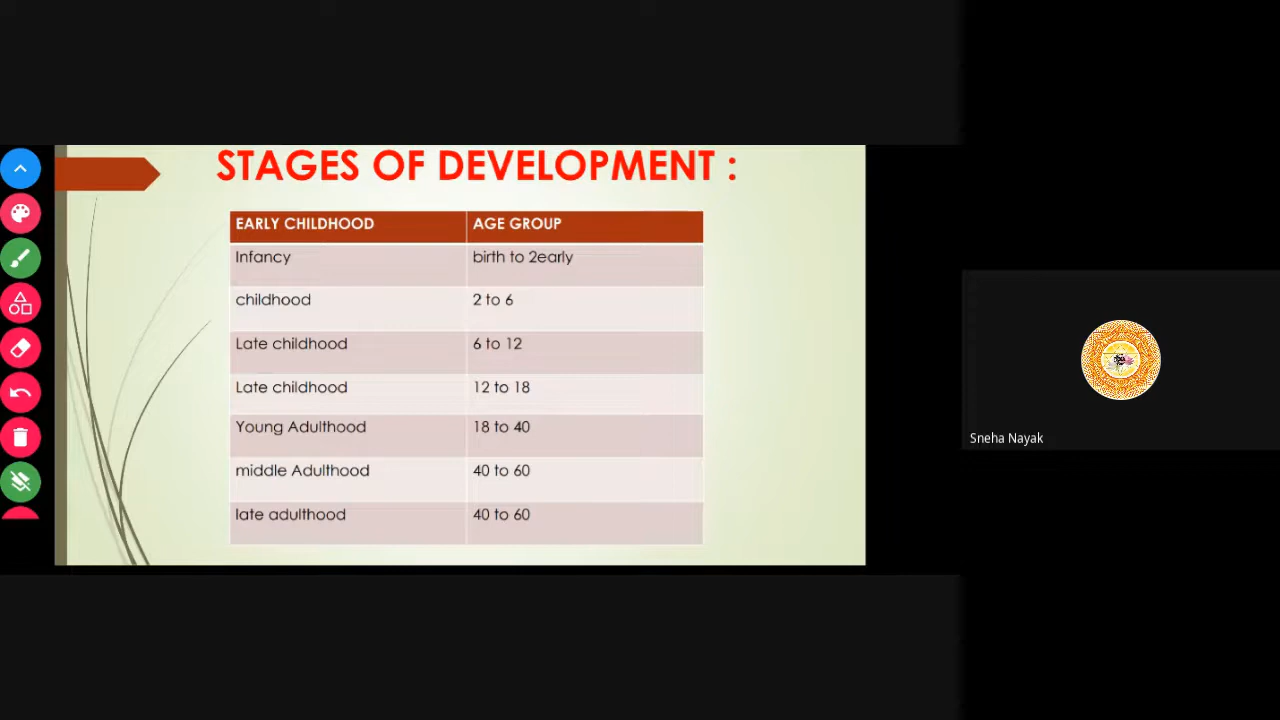 STAGES OF DEVELOPMENT :
EARLY CHILDHOOD AGE GROUP
Infancy birth to 2early
childhood 2 to 6
Late childhood 6 to 12
Late childhood 12 to 18
Young Adulthood 18 to 40
middle Adulthood 40 to 60
late adulthood 40 to 60
Sneha Nayak